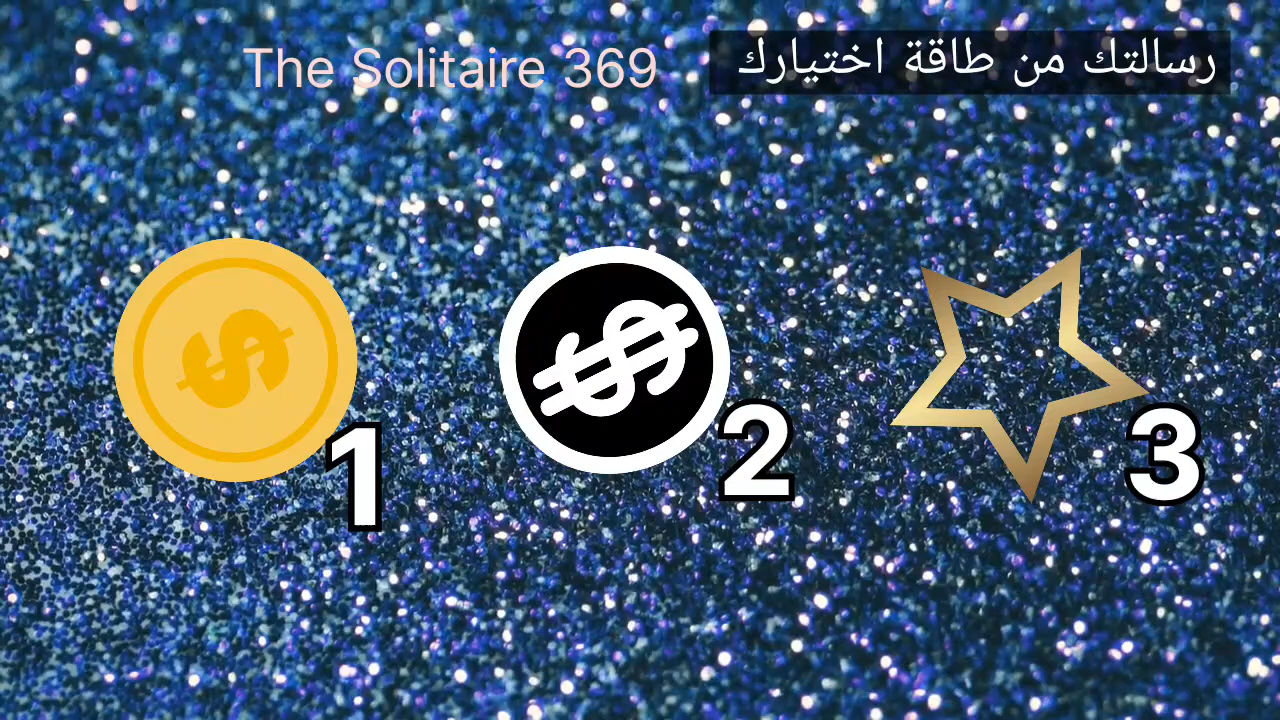 The Solitaire 369
رسالتك من طاقة اختيارك
$
1
$
2
3